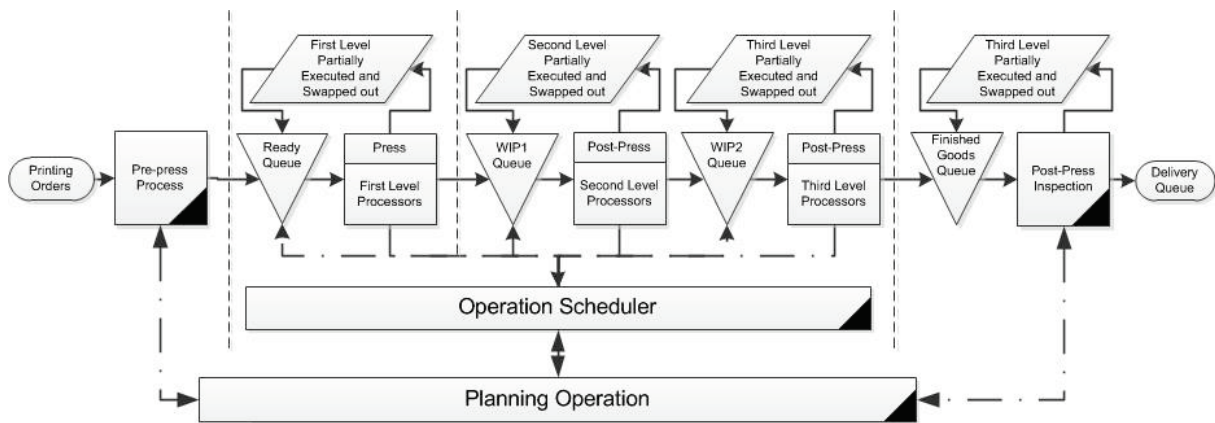 First Level
Partially
Executed and
Swapped out
Second Level
Partially
Executed and
Swapped out
Third Level
Partially
Executed and
Swapped out
Third Level
Partially
Executed and
Swapped out
Printing
Orders
Pre-press
Process
Ready
Queue
Press
First Level
Processors
WIP1
Queue
Post-Press
Second Level
Processors
WIP2
Queue
Post-Press
Third Level
Processors
Finished
Goods
Queue
Post-Press
Inspection
Delivery
Queue
Operation Scheduler
Planning Operation